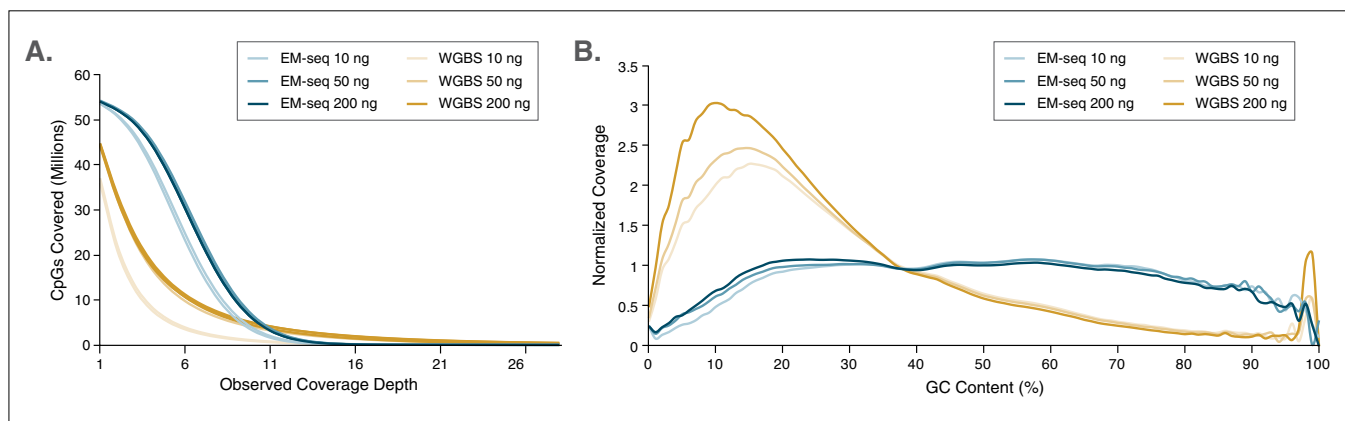 A.
EM-seq 10 ng
WGBS 10 ng
EM-seq 50 ng
WGBS 50 ng
EM-seq 200 ng
WGBS 200 ng
CpGs Covered (Millions)
60
50
40
30
20
10
0
1
6
11
16
21
26
Observed Coverage Depth
B.
EM-seq 10 ng
WGBS 10 ng
EM-seq 50 ng
WGBS 50 ng
EM-seq 200 ng
WGBS 200 ng
Normalized Coverage
3.5
3
2.5
2
1.5
1
0.5
0
0
10
20
30
40
50
60
70
80
90
100
GC Content (%)